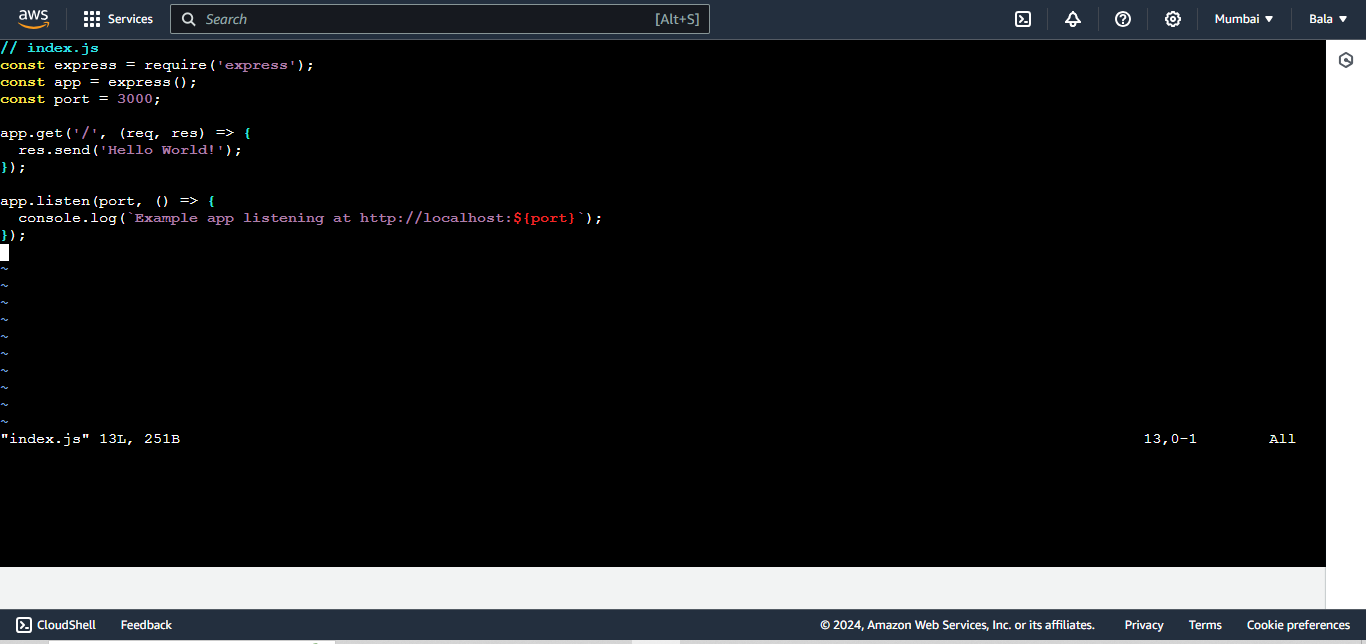 aws
Services
Search [Alt+S]
Mumbai ▼
Bala ▼
// index.js
const express = require('express');
const app = express();
const port = 3000;

app.get('/', (req, res) => {
  res.send('Hello World!');
});

app.listen(port, () => {
  console.log(`Example app listening at http://localhost:${port}`);
});

~
~
~
~
~
~
~
~
~
~
"index.js" 13L, 251B 13,0-1 All
CloudShell Feedback © 2024, Amazon Web Services, Inc. or its affiliates. Privacy Terms Cookie preferences